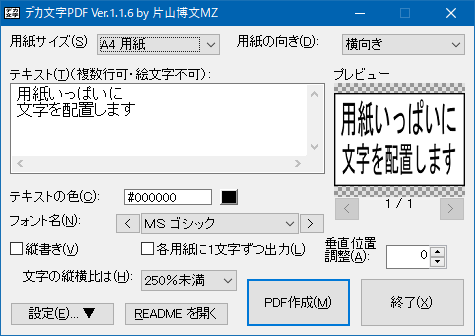 デカ文字PDF Ver.1.1.6 by 片山博文MZ
用紙サイズ(S) A4 用紙 用紙の向き(D): 横向き
テキスト(T)(複数行可・絵文字不可): プレビュー
用紙いっぱいに
文字を配置します
用紙いっぱいに
文字を配置します
テキストの色(C): #000000 < 1 / 1 >
フォント名(N): < MS ゴシック >
縦書き(V) 各用紙に1文字ずつ出力(L) 垂直位置
調整(A): 0
文字の縦横比は(H): 250%未満
設定(E)...▼ READMEを開く PDF作成(M) 終了(X)